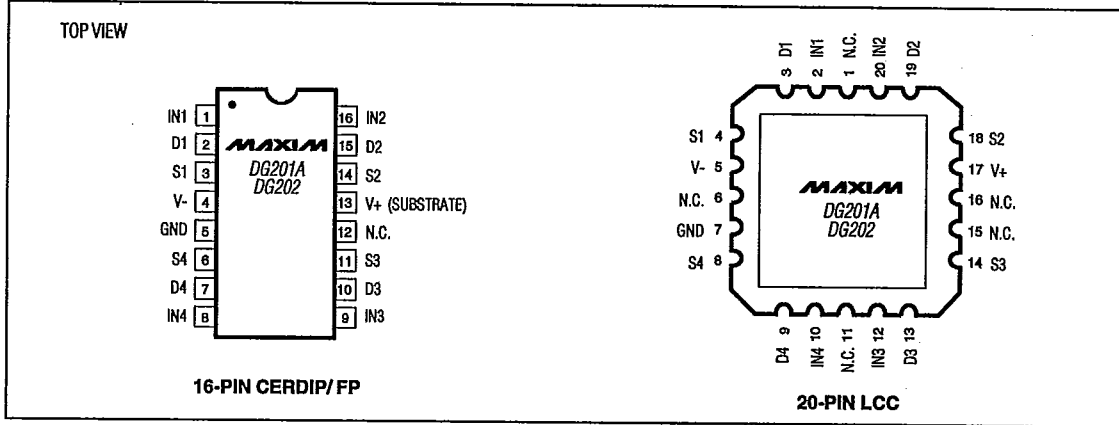 TOP VIEW
IN1 1
D1 2
S1 3
V- 4
GND 5
S4 6
D4 7
IN4 8
16 IN2
15 D2
14 S2
13 V+ (SUBSTRATE)
12 N.C.
11 S3
10 D3
9 IN3
MAXIM
DG201A
DG202
16-PIN CERDIP/ FP
3 D1
2 IN1
1 N.C.
20 IN2
19 D2
S1 4
V- 5
N.C. 6
GND 7
S4 8
18 S2
17 V+
16 N.C.
15 N.C.
14 S3
MAXIM
DG201A
DG202
D4 9
IN4 10
N.C. 11
IN3 12
D3 13
20-PIN LCC